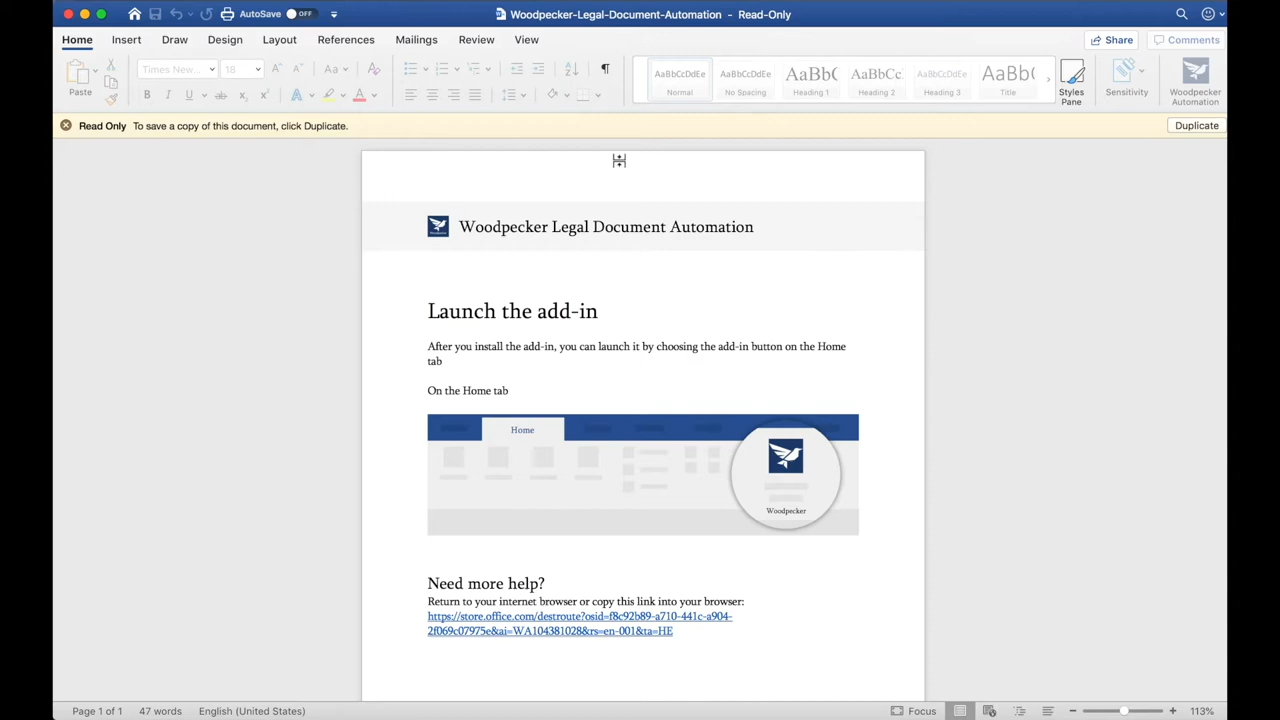 AutoSave OFF Woodpecker-Legal-Document-Automation - Read-Only
Home Insert Draw Design Layout References Mailings Review View Share Comments
Paste Times New... 18 Aa AaBbCcDdEe AaBbCcDdEe AaBbC AaBbCc AaBbCcDdEe AaBbC
Normal No Spacing Heading 1 Heading 2 Heading 3 Title Styles Pane Sensitivity Woodpecker Automation
B I U ab x A A
Read Only To save a copy of this document, click Duplicate. Duplicate
Woodpecker Legal Document Automation
Launch the add-in
After you install the add-in, you can launch it by choosing the add-in button on the Home
tab
On the Home tab
Home
Woodpecker
Need more help?
Return to your internet browser or copy this link into your browser:
https://store.office.com/destroute?osid=f8c92b89-a710-441c-a904-
2f069c07975e&ai=WA104381028&rs=en-001&ta=HE
Page 1 of 1 47 words English (United States) Focus 113%